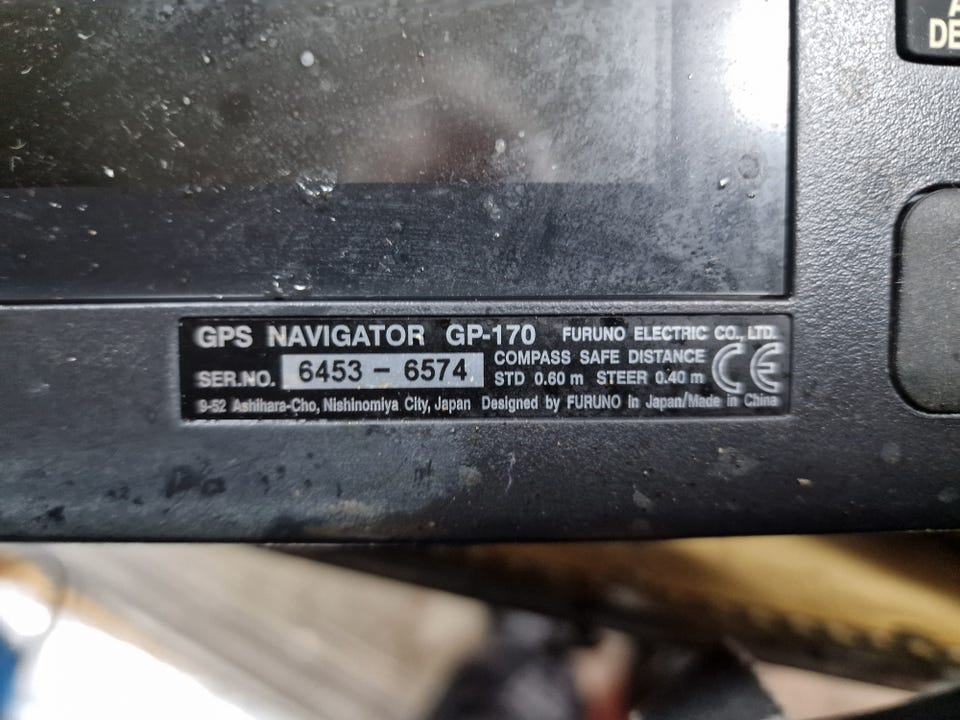 GPS NAVIGATOR GP-170 FURUNO ELECTRIC CO., LTD.
SER.NO. 6453 - 6574
COMPASS SAFE DISTANCE
STD 0.60 m STEER 0.40 m
CE
9-52 Ashihara-Cho, Nishinomiya City, Japan Designed by FURUNO in Japan/Made in China